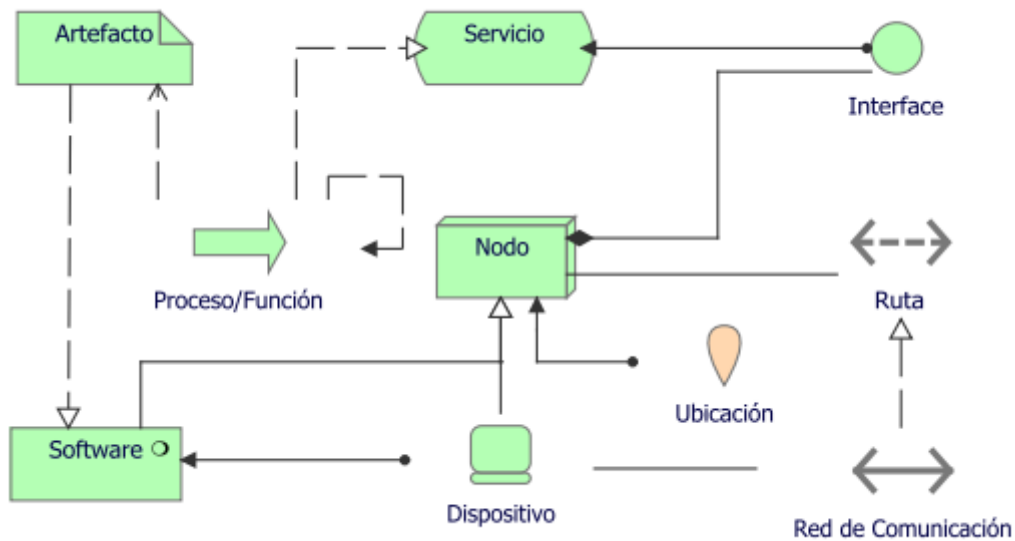 Artefacto
Servicio
Interface
Nodo
Proceso/Función
Ruta
Ubicación
Software
Dispositivo
Red de Comunicación